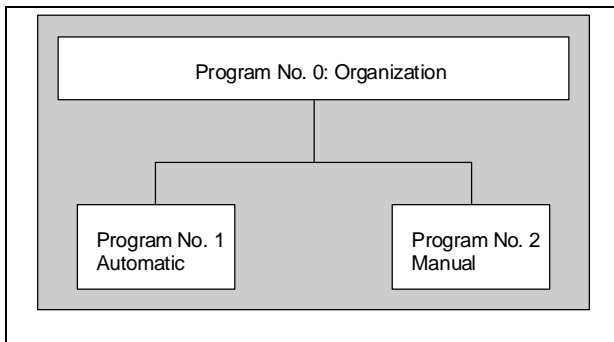 Program No. 0: Organization
Program No. 1
Automatic
Program No. 2
Manual